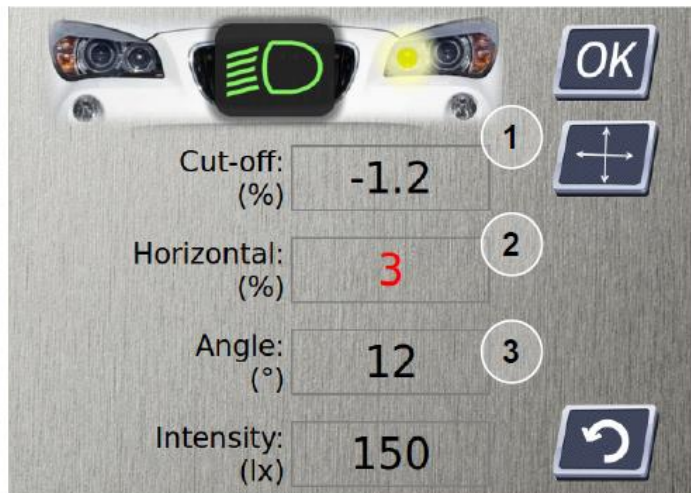 OK
1
Cut-off:
(%)
-1.2
2
Horizontal:
(%)
3
Angle:
(°)
12
3
Intensity:
(lx)
150